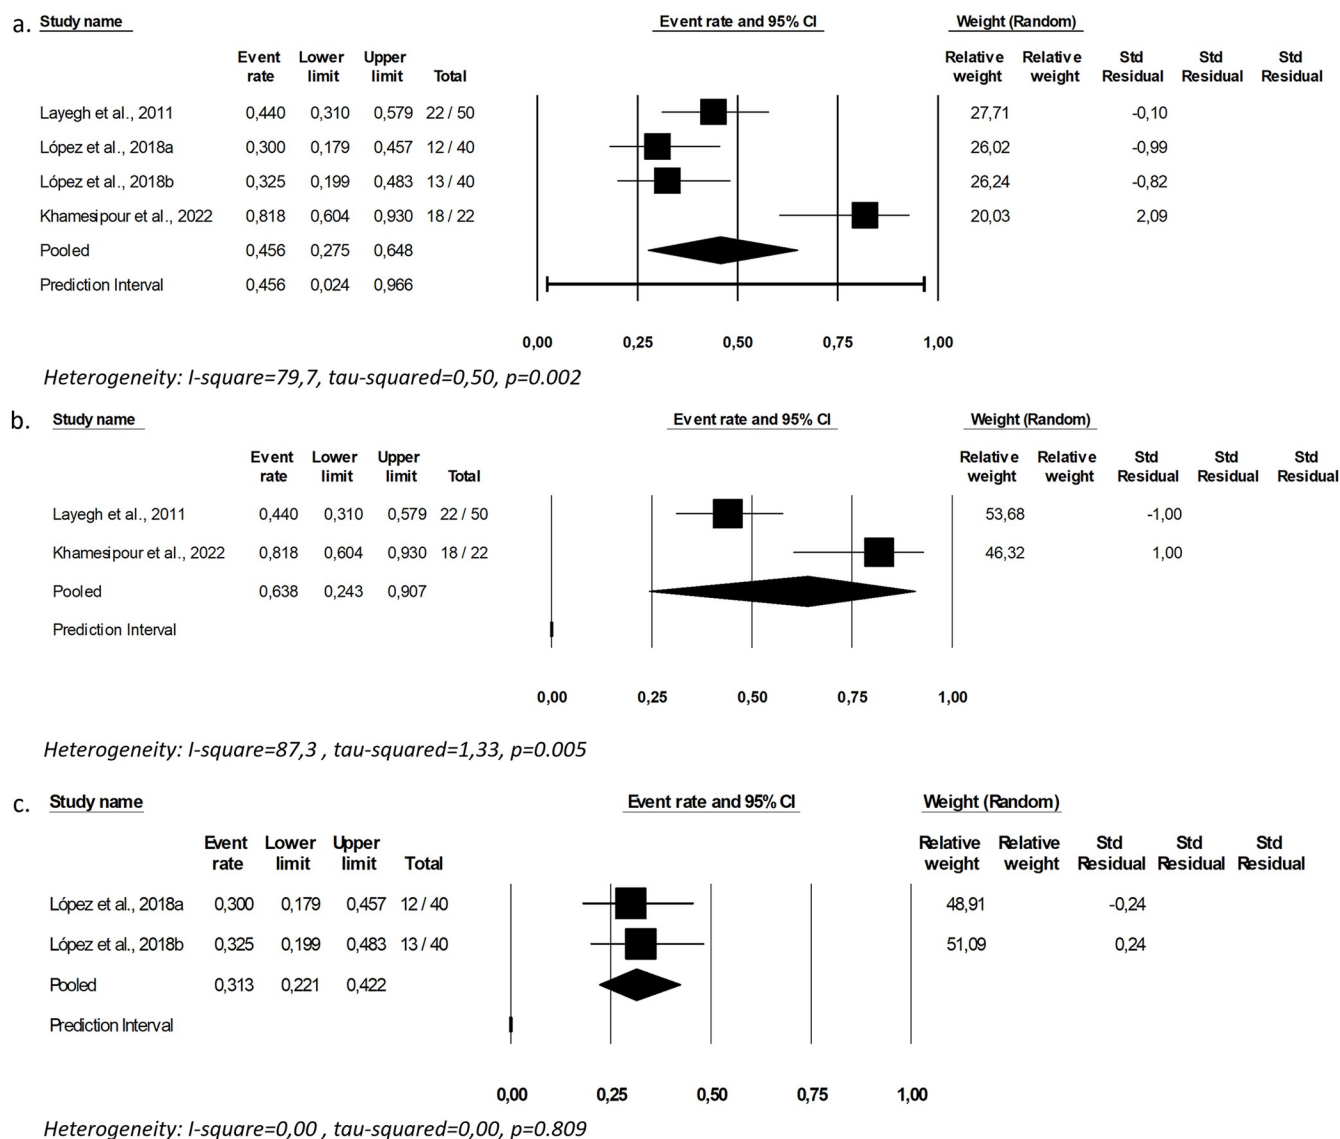 a. Study name Event rate and 95% CI Weight (Random)
Event Lower Upper Relative Relative Std Std Std
rate limit limit Total weight weight Residual Residual Residual
Layegh et al., 2011 0,440 0,310 0,579 22 / 50 27,71 -0,10
López et al., 2018a 0,300 0,179 0,457 12 / 40 26,02 -0,99
López et al., 2018b 0,325 0,199 0,483 13 / 40 26,24 -0,82
Khamesipour et al., 2022 0,818 0,604 0,930 18 / 22 20,03 2,09
Pooled 0,456 0,275 0,648
Prediction Interval 0,456 0,024 0,966
0,00 0,25 0,50 0,75 1,00
Heterogeneity: I-square=79,7, tau-squared=0,50, p=0.002
b. Study name Event rate and 95% CI Weight (Random)
Event Lower Upper Relative Relative Std Std Std
rate limit limit Total weight weight Residual Residual Residual
Layegh et al., 2011 0,440 0,310 0,579 22 / 50 53,68 -1,00
Khamesipour et al., 2022 0,818 0,604 0,930 18 / 22 46,32 1,00
Pooled 0,638 0,243 0,907
Prediction Interval
0,00 0,25 0,50 0,75 1,00
Heterogeneity: I-square=87,3 , tau-squared=1,33, p=0.005
c. Study name Event rate and 95% CI Weight (Random)
Event Lower Upper Relative Relative Std Std Std
rate limit limit Total weight weight Residual Residual Residual
López et al., 2018a 0,300 0,179 0,457 12 / 40 48,91 -0,24
López et al., 2018b 0,325 0,199 0,483 13 / 40 51,09 0,24
Pooled 0,313 0,221 0,422
Prediction Interval
0,00 0,25 0,50 0,75 1,00
Heterogeneity: I-square=0,00 , tau-squared=0,00, p=0.809